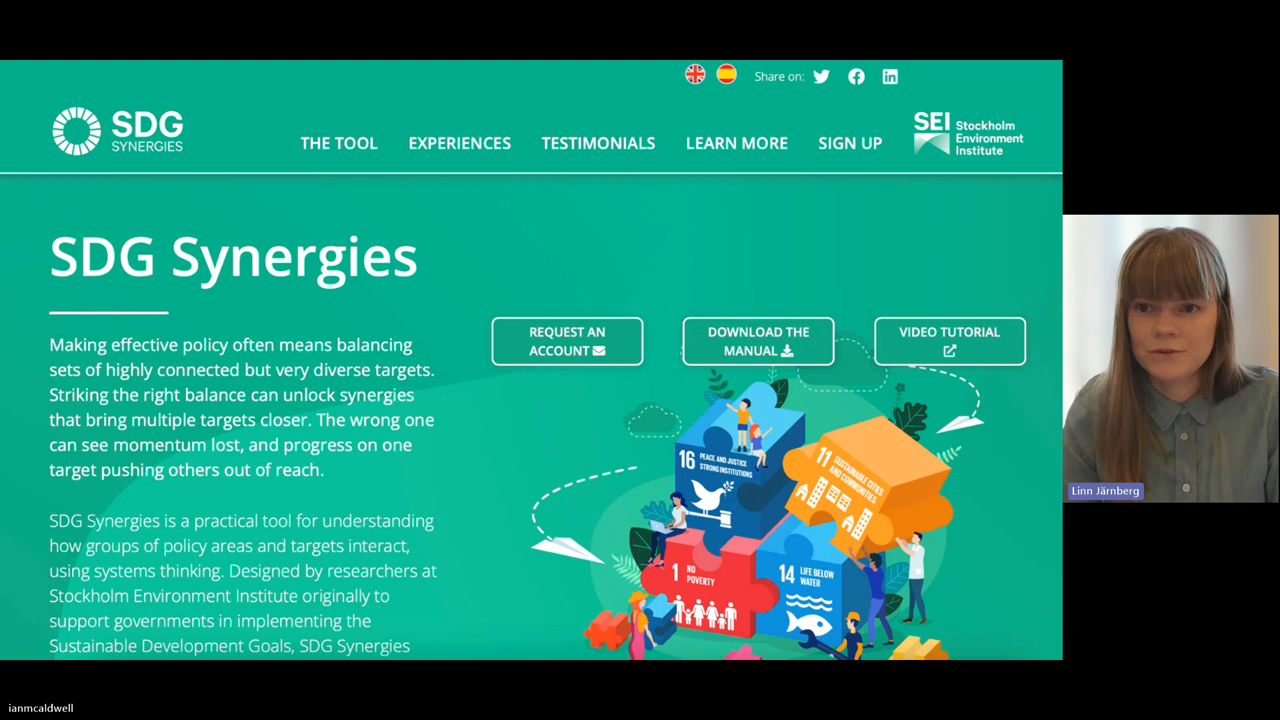 Share on:
SDG
SYNERGIES
THE TOOL
EXPERIENCES
TESTIMONIALS
LEARN MORE
SIGN UP
SEI
Stockholm
Environment
Institute
SDG Synergies
Making effective policy often means balancing
sets of highly connected but very diverse targets.
Striking the right balance can unlock synergies
that bring multiple targets closer. The wrong one
can see momentum lost, and progress on one
target pushing others out of reach.
SDG Synergies is a practical tool for understanding
how groups of policy areas and targets interact,
using systems thinking. Designed by researchers at
Stockholm Environment Institute originally to
support governments in implementing the
Sustainable Development Goals, SDG Synergies
REQUEST AN
ACCOUNT
DOWNLOAD THE
MANUAL
VIDEO TUTORIAL
16 PEACE AND JUSTICE
STRONG INSTITUTIONS
11 SUSTAINABLE CITIES
AND COMMUNITIES
1 NO
POVERTY
14 LIFE BELOW
WATER
Linn Järnberg
ianmcaldwell